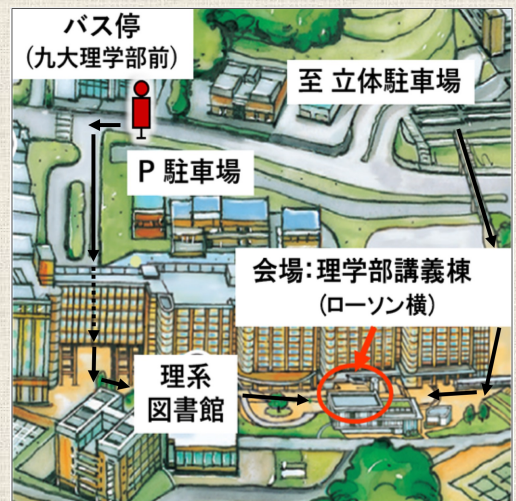 バス停
(九大理学部前)
至 立体駐車場
P 駐車場
会場:理学部講義棟
(ローソン横)
理系
図書館